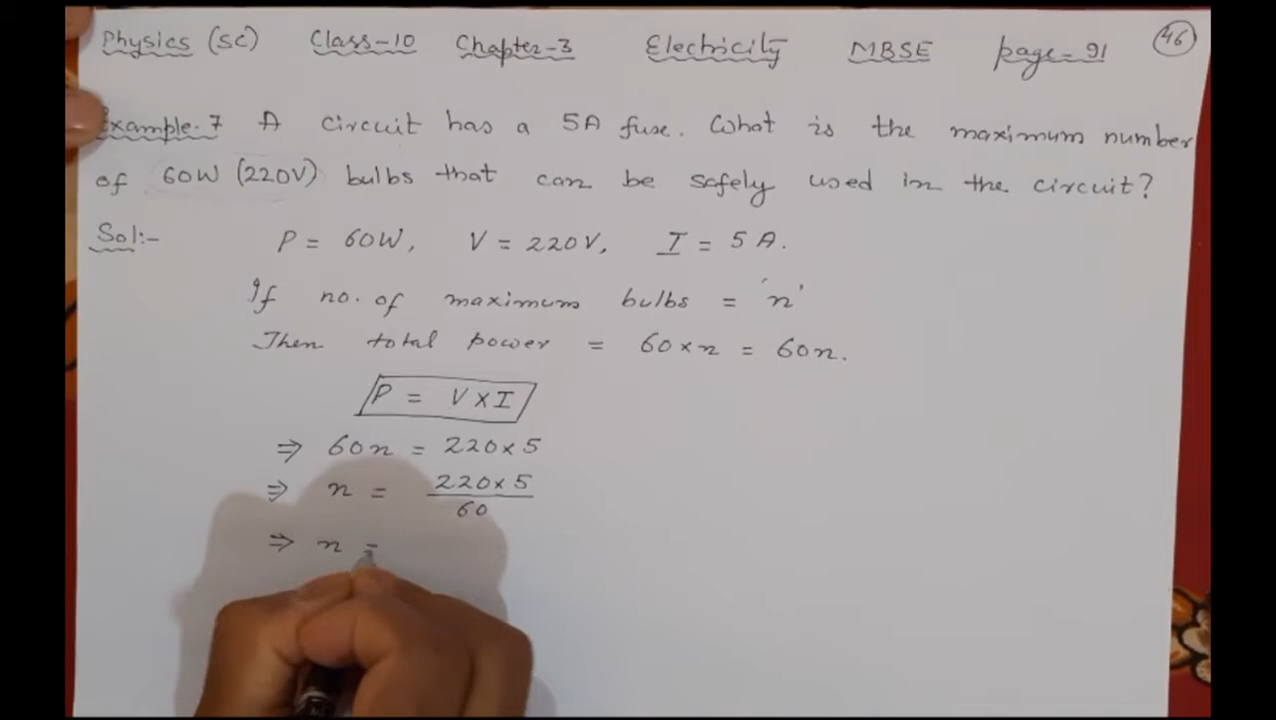 Physics (SC) Class-10 Chapter-3 Electricity MBSE page-91 46
Example.7 A circuit has a 5A fuse. What is the maximum number
of 60W (220V) bulbs that can be safely used in the circuit?
Sol:- P = 60W, V = 220V, I = 5A.
If no. of maximum bulbs = 'n'
Then total power = 60×n = 60n.
P = V×I
⇒ 60n = 220×5
⇒ n = 220×5
60
⇒ n =